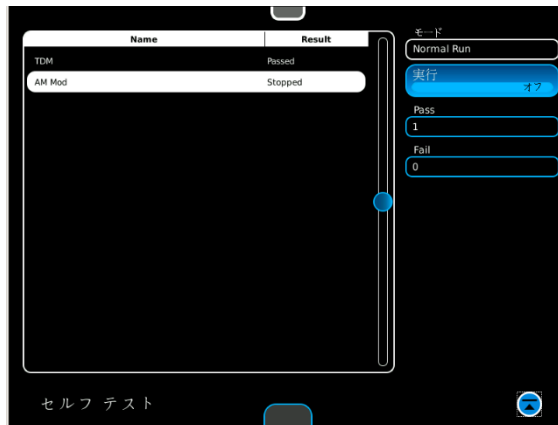 Name Result
TDM Passed
AM Mod Stopped
モード
Normal Run
実行
オフ
Pass
1
Fail
0
セルフ テスト